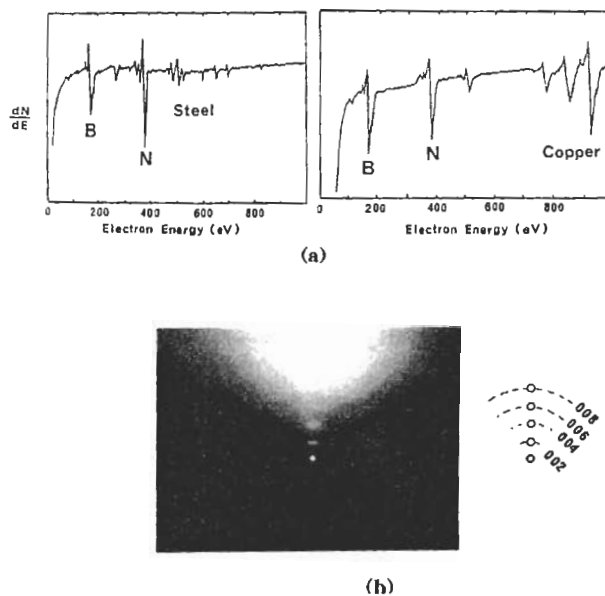 (a)
dN
dE
Steel
B
N
0 200 400 600 800
Electron Energy (eV)
B
N
Copper
0 200 400 600 800
Electron Energy (eV)
(a)
008
006
004
002
(b)